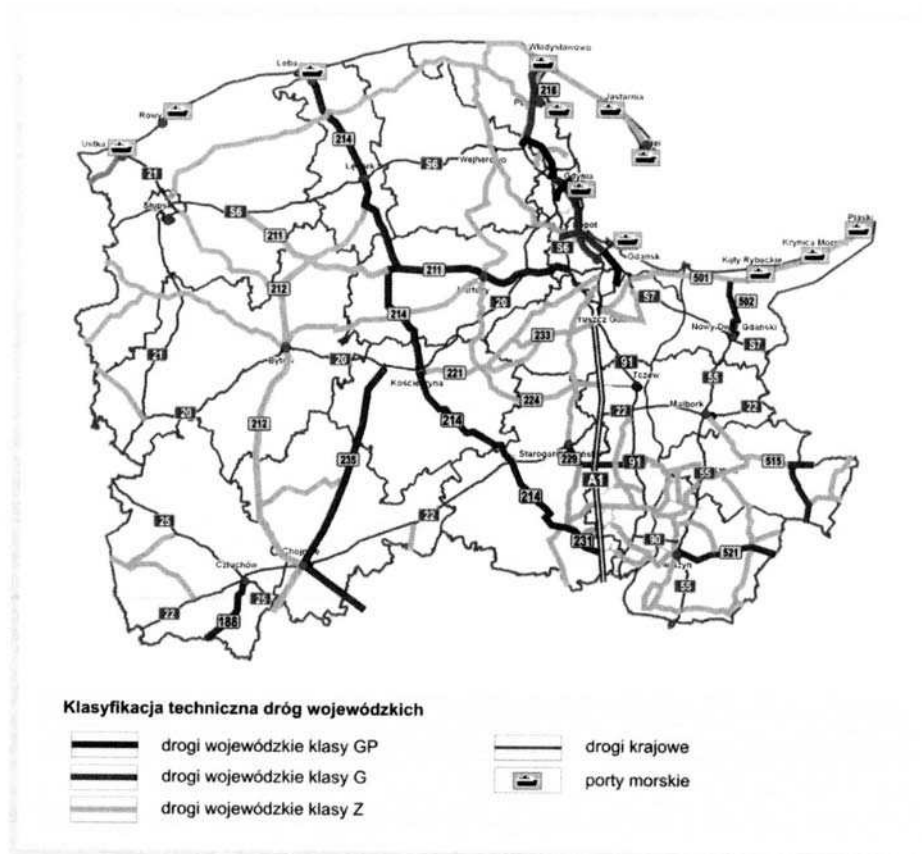 Władysławowo
Łeba
216
Jastarnia
Rowy
Ustka
214
21
S6
Wejherowo
Gdynia
S6
211
S6
Gdańsk
Piaski
Krynica Morska
Kąty Rybackie
501
S7
502
212
211
20
214
233
Nowy Dwór Gdański
S7
21
20
221
91
Kościerzyna
Tczew
55
20
212
214
224
22
Malbork
22
235
Starogard Gdański
229
91
55
515
A1
214
25
22
231
90
521
Chojnice
Człuchów
25
55
22
188
Klasyfikacja techniczna dróg wojewódzkich
drogi wojewódzkie klasy GP
drogi krajowe
drogi wojewódzkie klasy G
porty morskie
drogi wojewódzkie klasy Z